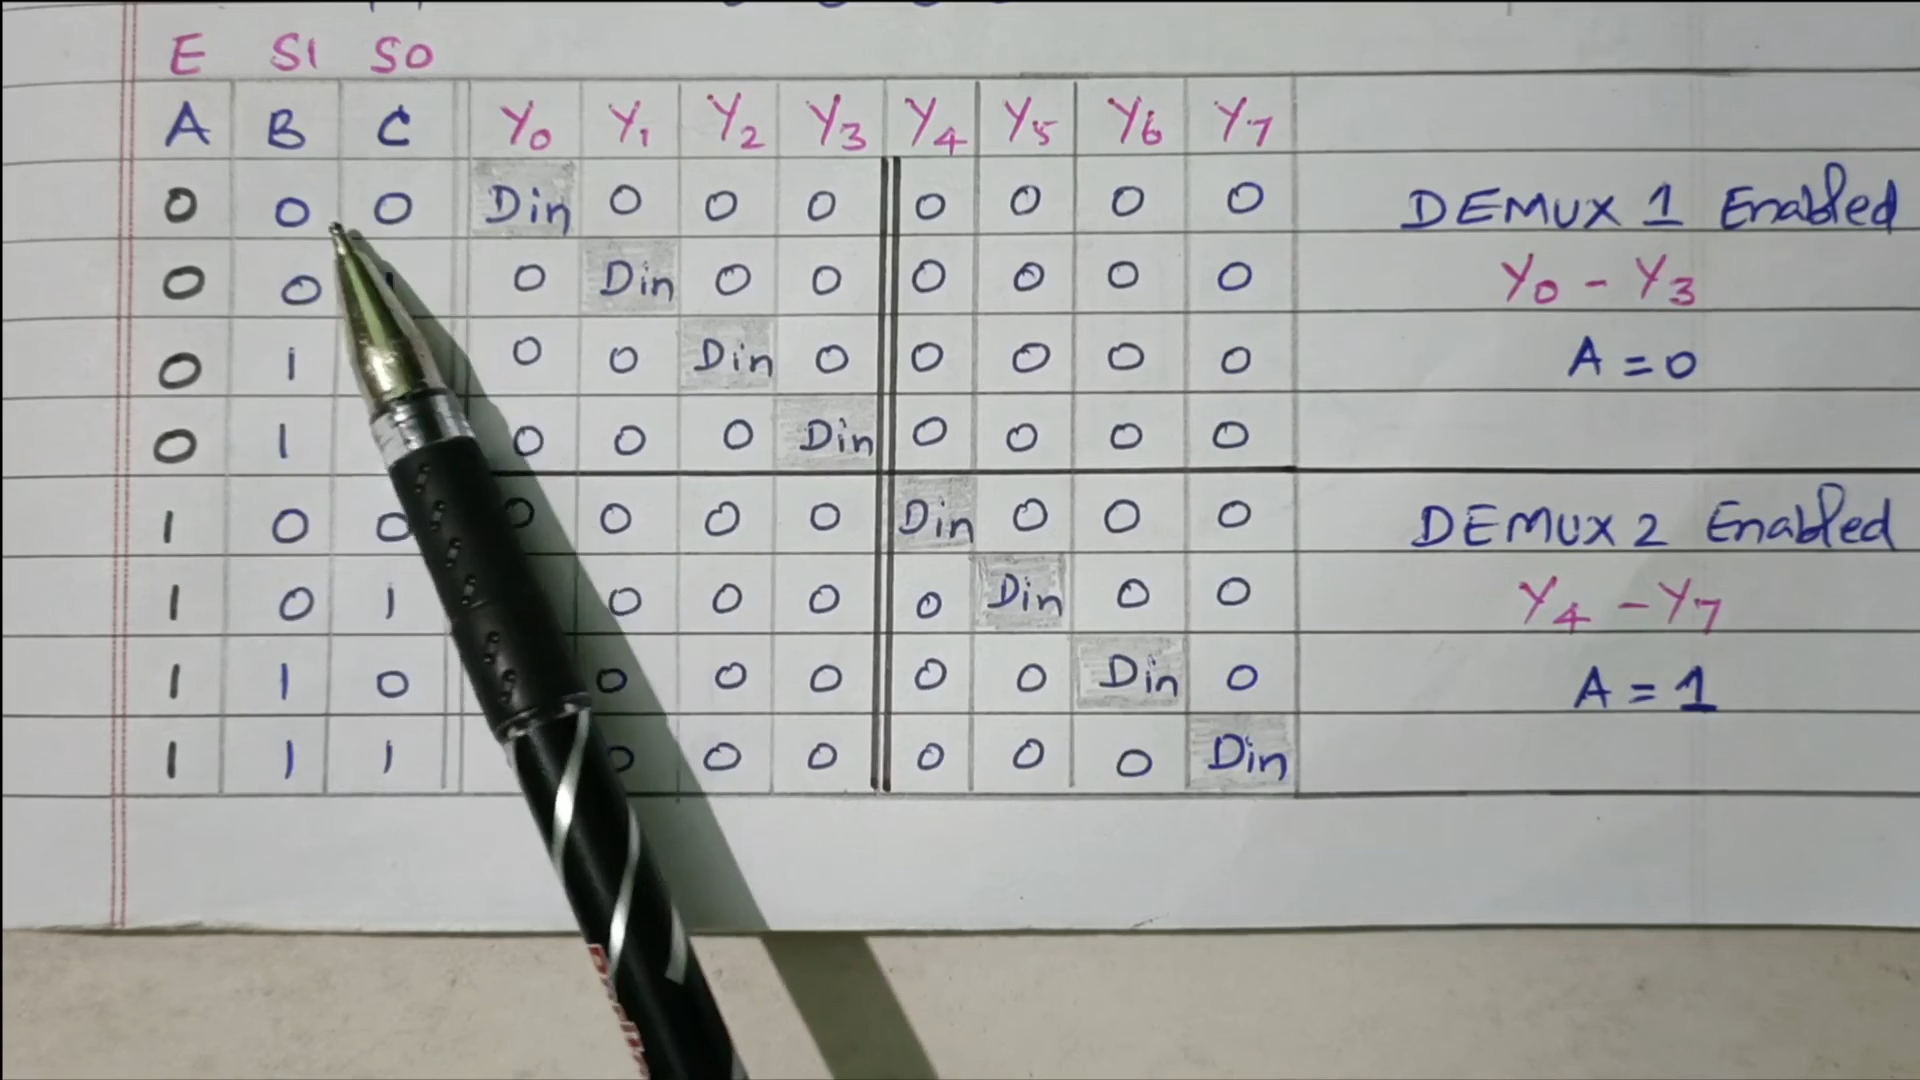 E S1 S0
A B C Y0 Y1 Y2 Y3 Y4 Y5 Y6 Y7
0 0 0 Din 0 0 0 0 0 0 0 DEMUX 1 Enabled
0 0 0 Din 0 0 0 0 0 0 Y0 - Y3
0 1 0 0 Din 0 0 0 0 0 A = 0
0 1 0 0 0 Din 0 0 0 0
1 0 0 0 0 0 0 Din 0 0 0 DEMUX 2 Enabled
1 0 1 0 0 0 0 Din 0 0 Y4 - Y7
1 1 0 0 0 0 0 0 Din 0 A = 1
1 1 1 0 0 0 0 0 0 Din